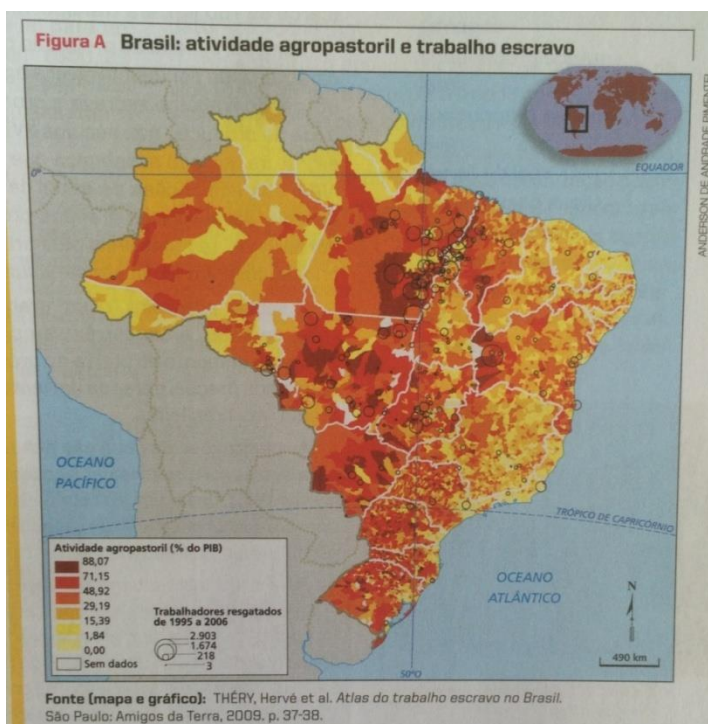 Figura A Brasil: atividade agropastoril e trabalho escravo
ANDERSON DE ANDRADE PIMENTEL
EQUADOR
0°
OCEANO
PACÍFICO
TRÓPICO DE CAPRICÓRNIO
OCEANO
ATLÂNTICO
N
490 km
50°O
Atividade agropastoril (% do PIB)
88,07
71,15
48,92
29,19
15,39
1,84
0,00
Sem dados
Trabalhadores resgatados
de 1995 a 2006
2.903
1.674
218
3
Fonte (mapa e gráfico): THÉRY, Hervé et al. Atlas do trabalho escravo no Brasil.
São Paulo: Amigos da Terra, 2009. p. 37-38.